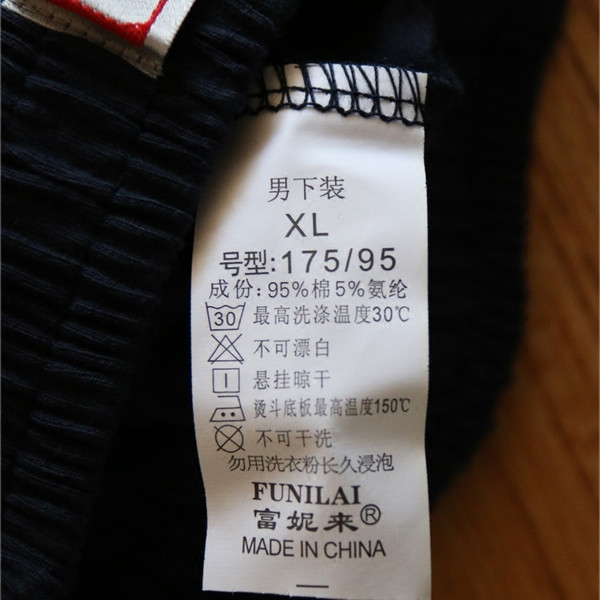 男下装
XL
号型:175/95
成份:95%棉5%氨纶
30 最高洗涤温度30℃
不可漂白
悬挂晾干
烫斗底板最高温度150℃
不可干洗
勿用洗衣粉长久浸泡
FUNILAI
富妮来®
MADE IN CHINA